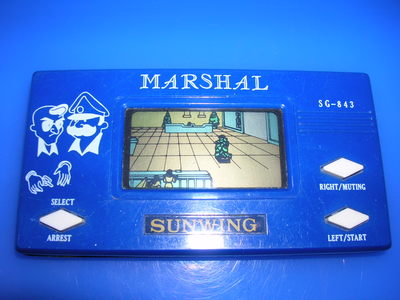 MARSHAL
SG-843
RIGHT/MUTING
SELECT
ARREST
SUNWING
LEFT/START